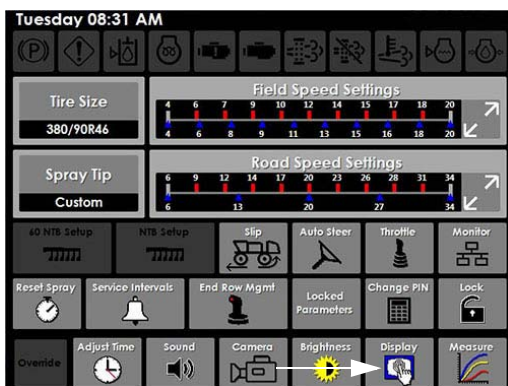 Tuesday 08:31 AM
Tire Size
380/90R46
Field Speed Settings
4 6 7 9 10 12 14 15 17 18 20
4 6 8 9 11 13 15 16 18 20
Spray Tip
Custom
Road Speed Settings
6 9 12 14 17 20 23 26 28 31 34
6 13 20 27 34
60 NTB Setup
NTB Setup
Slip
Auto Steer
Throttle
Monitor
Reset Spray
Service Intervals
End Row Mgmt
Locked
Parameters
Change PIN
Lock
Override
Adjust Time
Sound
Camera
Brightness
Display
Measure